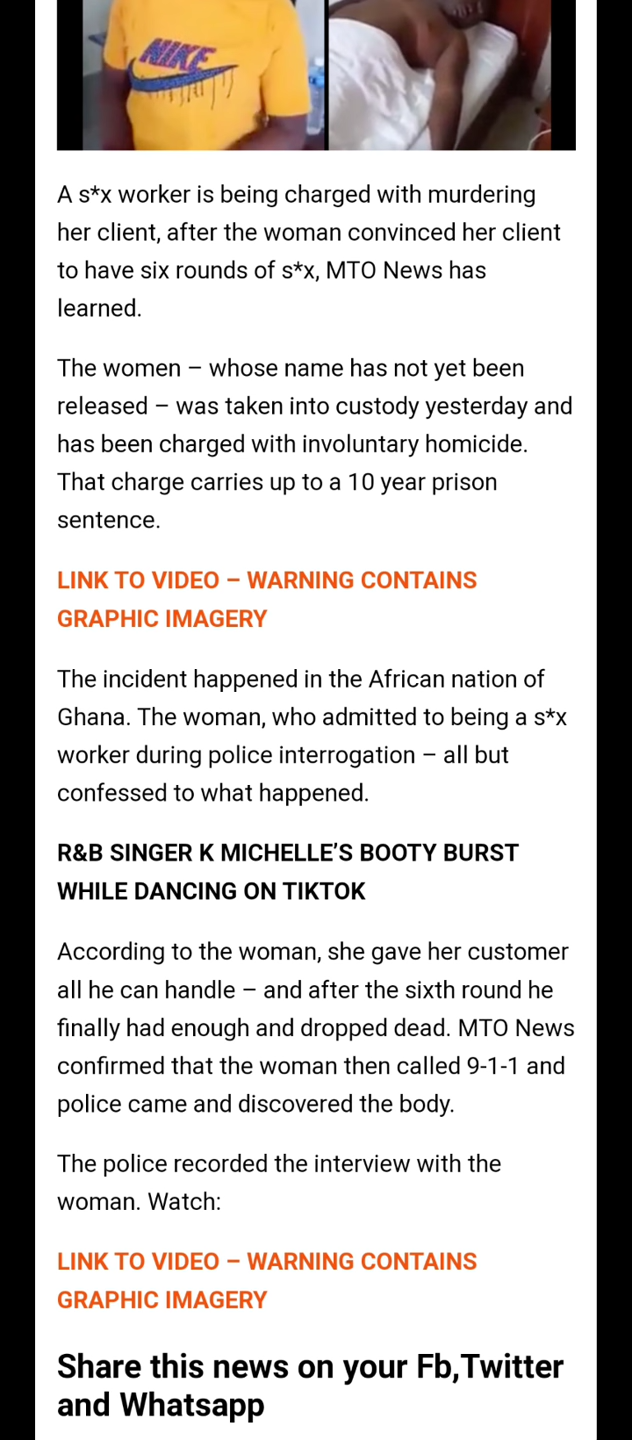 NIKE
A s*x worker is being charged with murdering
her client, after the woman convinced her client
to have six rounds of s*x, MTO News has
learned.
The women – whose name has not yet been
released – was taken into custody yesterday and
has been charged with involuntary homicide.
That charge carries up to a 10 year prison
sentence.
LINK TO VIDEO – WARNING CONTAINS
GRAPHIC IMAGERY
The incident happened in the African nation of
Ghana. The woman, who admitted to being a s*x
worker during police interrogation – all but
confessed to what happened.
R&B SINGER K MICHELLE’S BOOTY BURST
WHILE DANCING ON TIKTOK
According to the woman, she gave her customer
all he can handle – and after the sixth round he
finally had enough and dropped dead. MTO News
confirmed that the woman then called 9-1-1 and
police came and discovered the body.
The police recorded the interview with the
woman. Watch:
LINK TO VIDEO – WARNING CONTAINS
GRAPHIC IMAGERY
Share this news on your Fb,Twitter
and Whatsapp